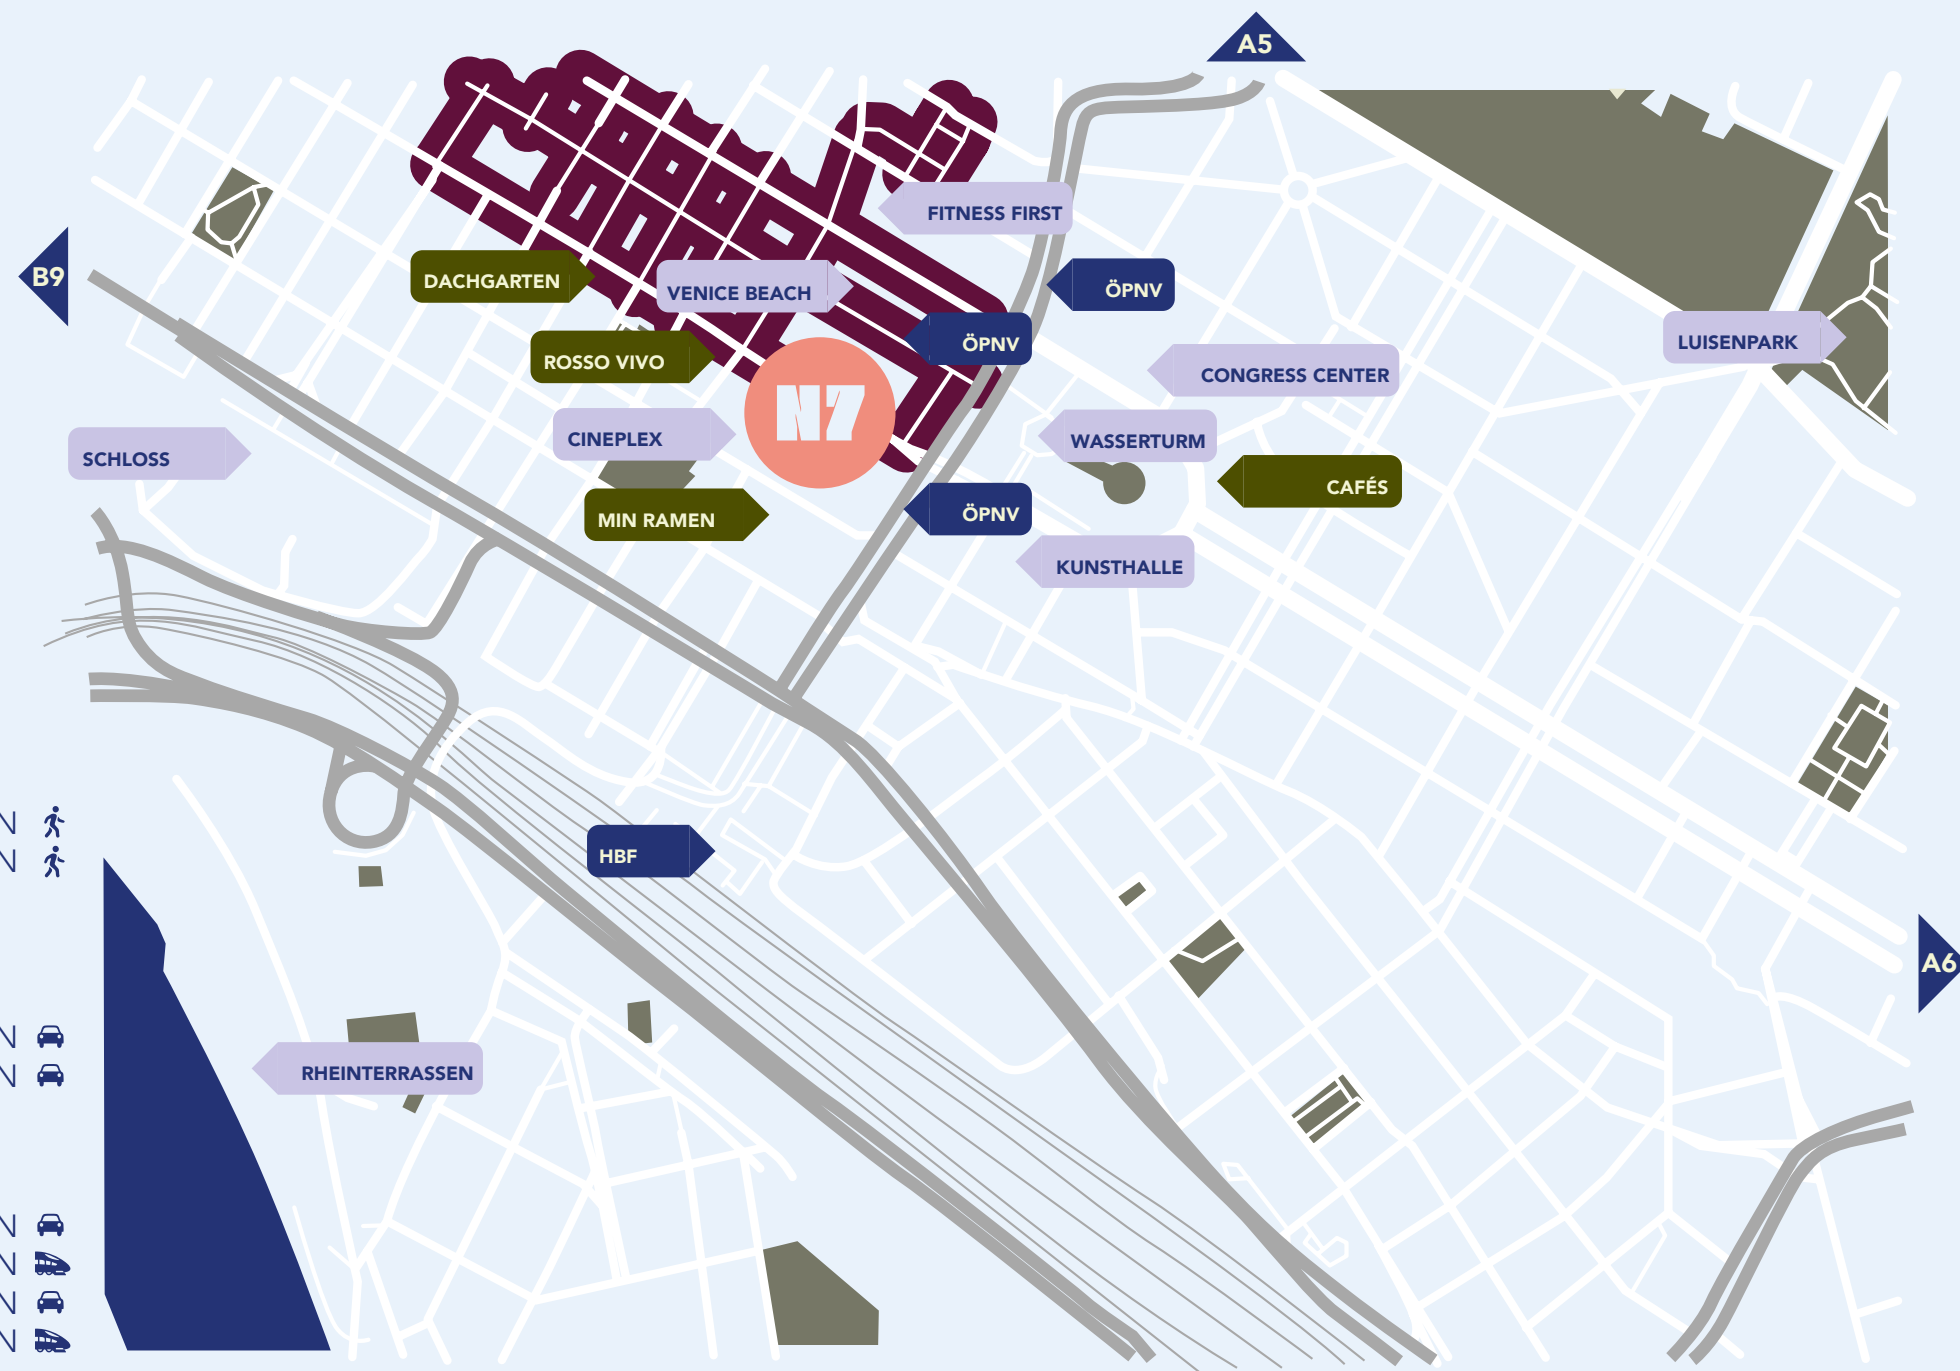 A5
FITNESS FIRST
B9
DACHGARTEN
VENICE BEACH
ÖPNV
ÖPNV
LUISENPARK
ROSSO VIVO
CONGRESS CENTER
N7
CINEPLEX
WASSERTURM
SCHLOSS
CAFÉS
MIN RAMEN
ÖPNV
KUNSTHALLE
N
HBF
N
A6
N
RHEINTERRASSEN
N
N
N
N
N